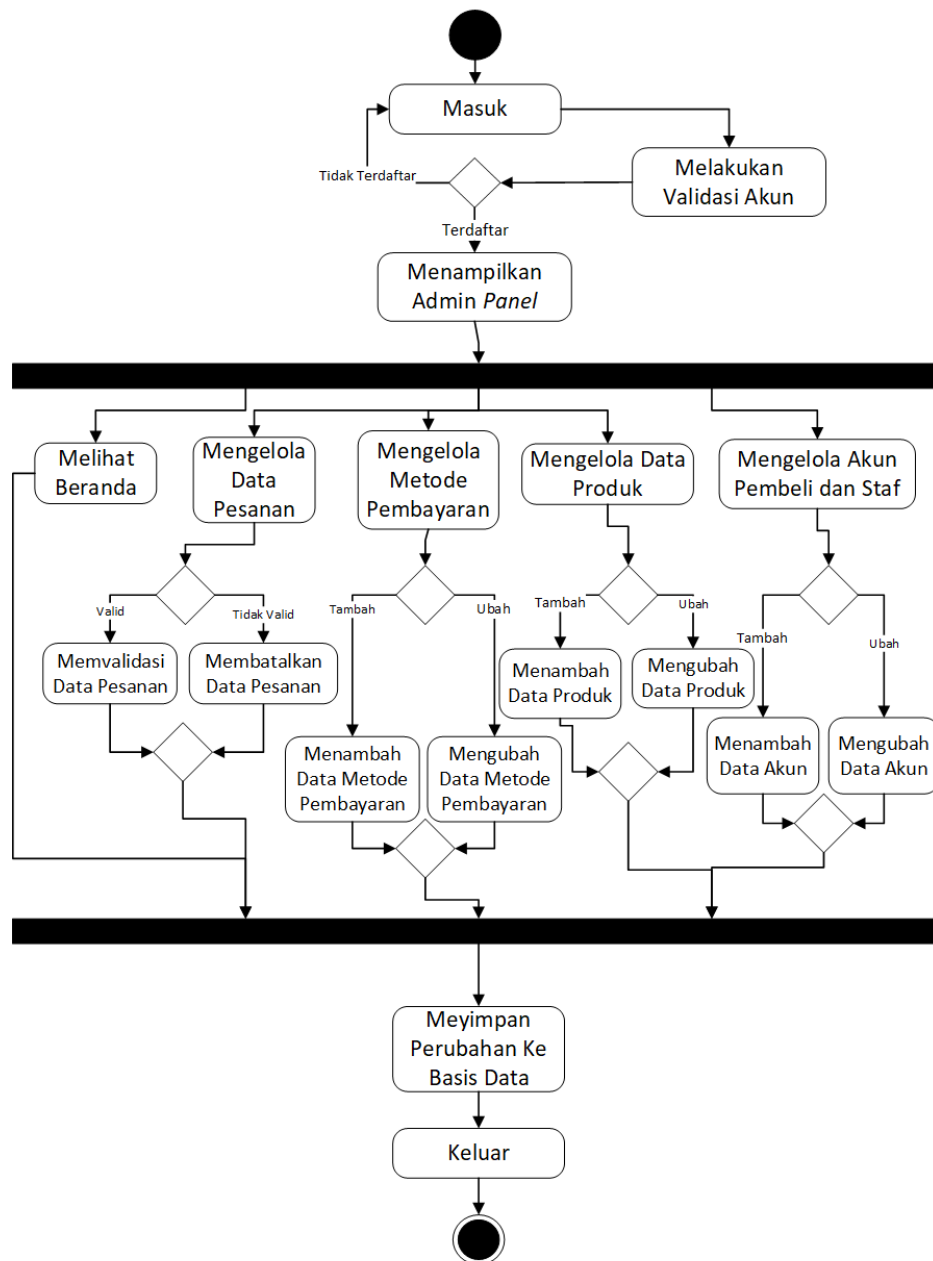 Masuk
Tidak Terdaftar
Melakukan
Validasi Akun
Terdaftar
Menampilkan
Admin Panel
Melihat
Beranda
Mengelola
Data
Pesanan
Mengelola
Metode
Pembayaran
Mengelola Data
Produk
Mengelola Akun
Pembeli dan Staf
Valid
Tidak Valid
Tambah
Ubah
Tambah
Ubah
Tambah
Ubah
Memvalidasi
Data Pesanan
Membatalkan
Data Pesanan
Menambah
Data Produk
Mengubah
Data Produk
Menambah
Data Metode
Pembayaran
Mengubah
Data Metode
Pembayaran
Menambah
Data Akun
Mengubah
Data Akun
Meyimpan
Perubahan Ke
Basis Data
Keluar